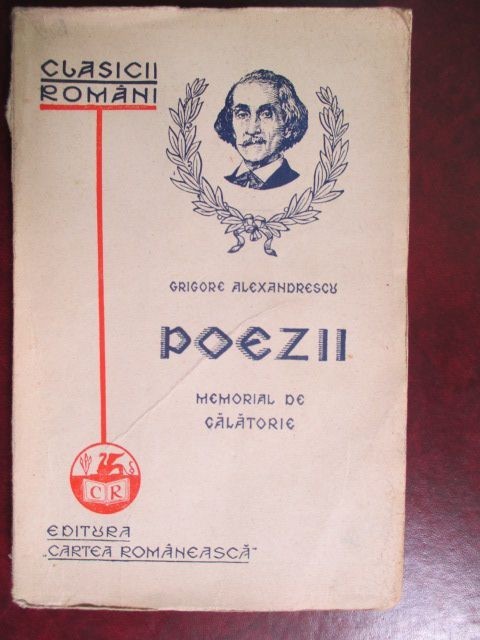 CLASICII
ROMÂNI
GRIGORE ALEXANDRESCU
POEZII
MEMORIAL DE
CĂLĂTORIE
CR
EDITURA
„CARTEA ROMÂNEASCĂ”